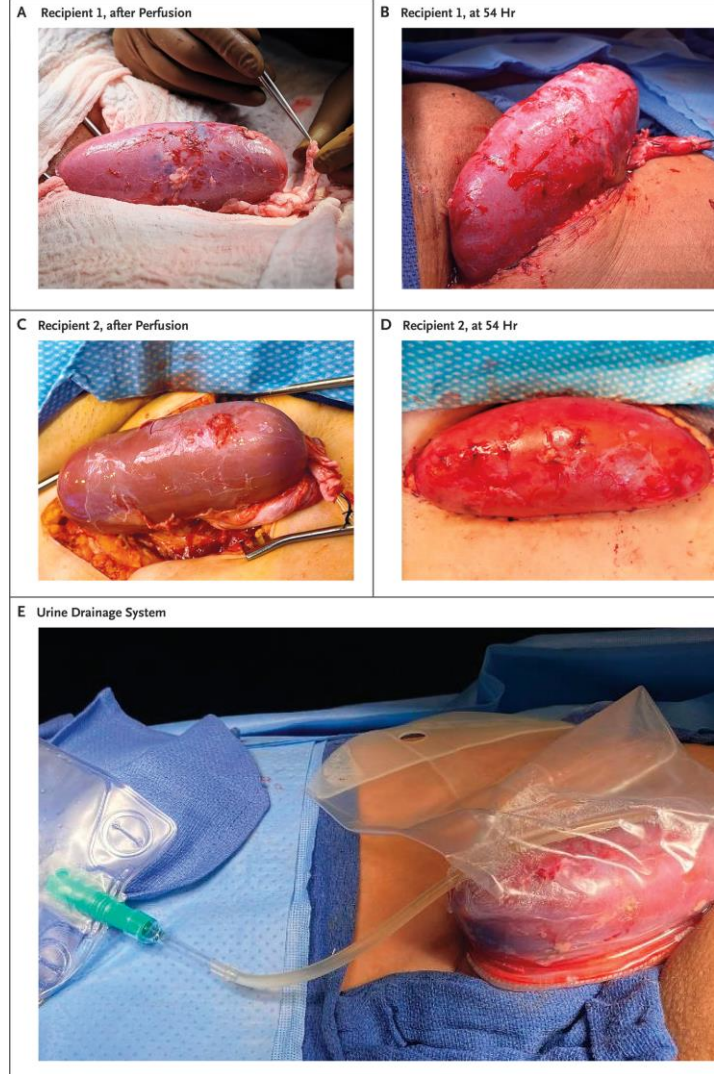 A Recipient 1, after Perfusion
B Recipient 1, at 54 Hr
C Recipient 2, after Perfusion
D Recipient 2, at 54 Hr
E Urine Drainage System